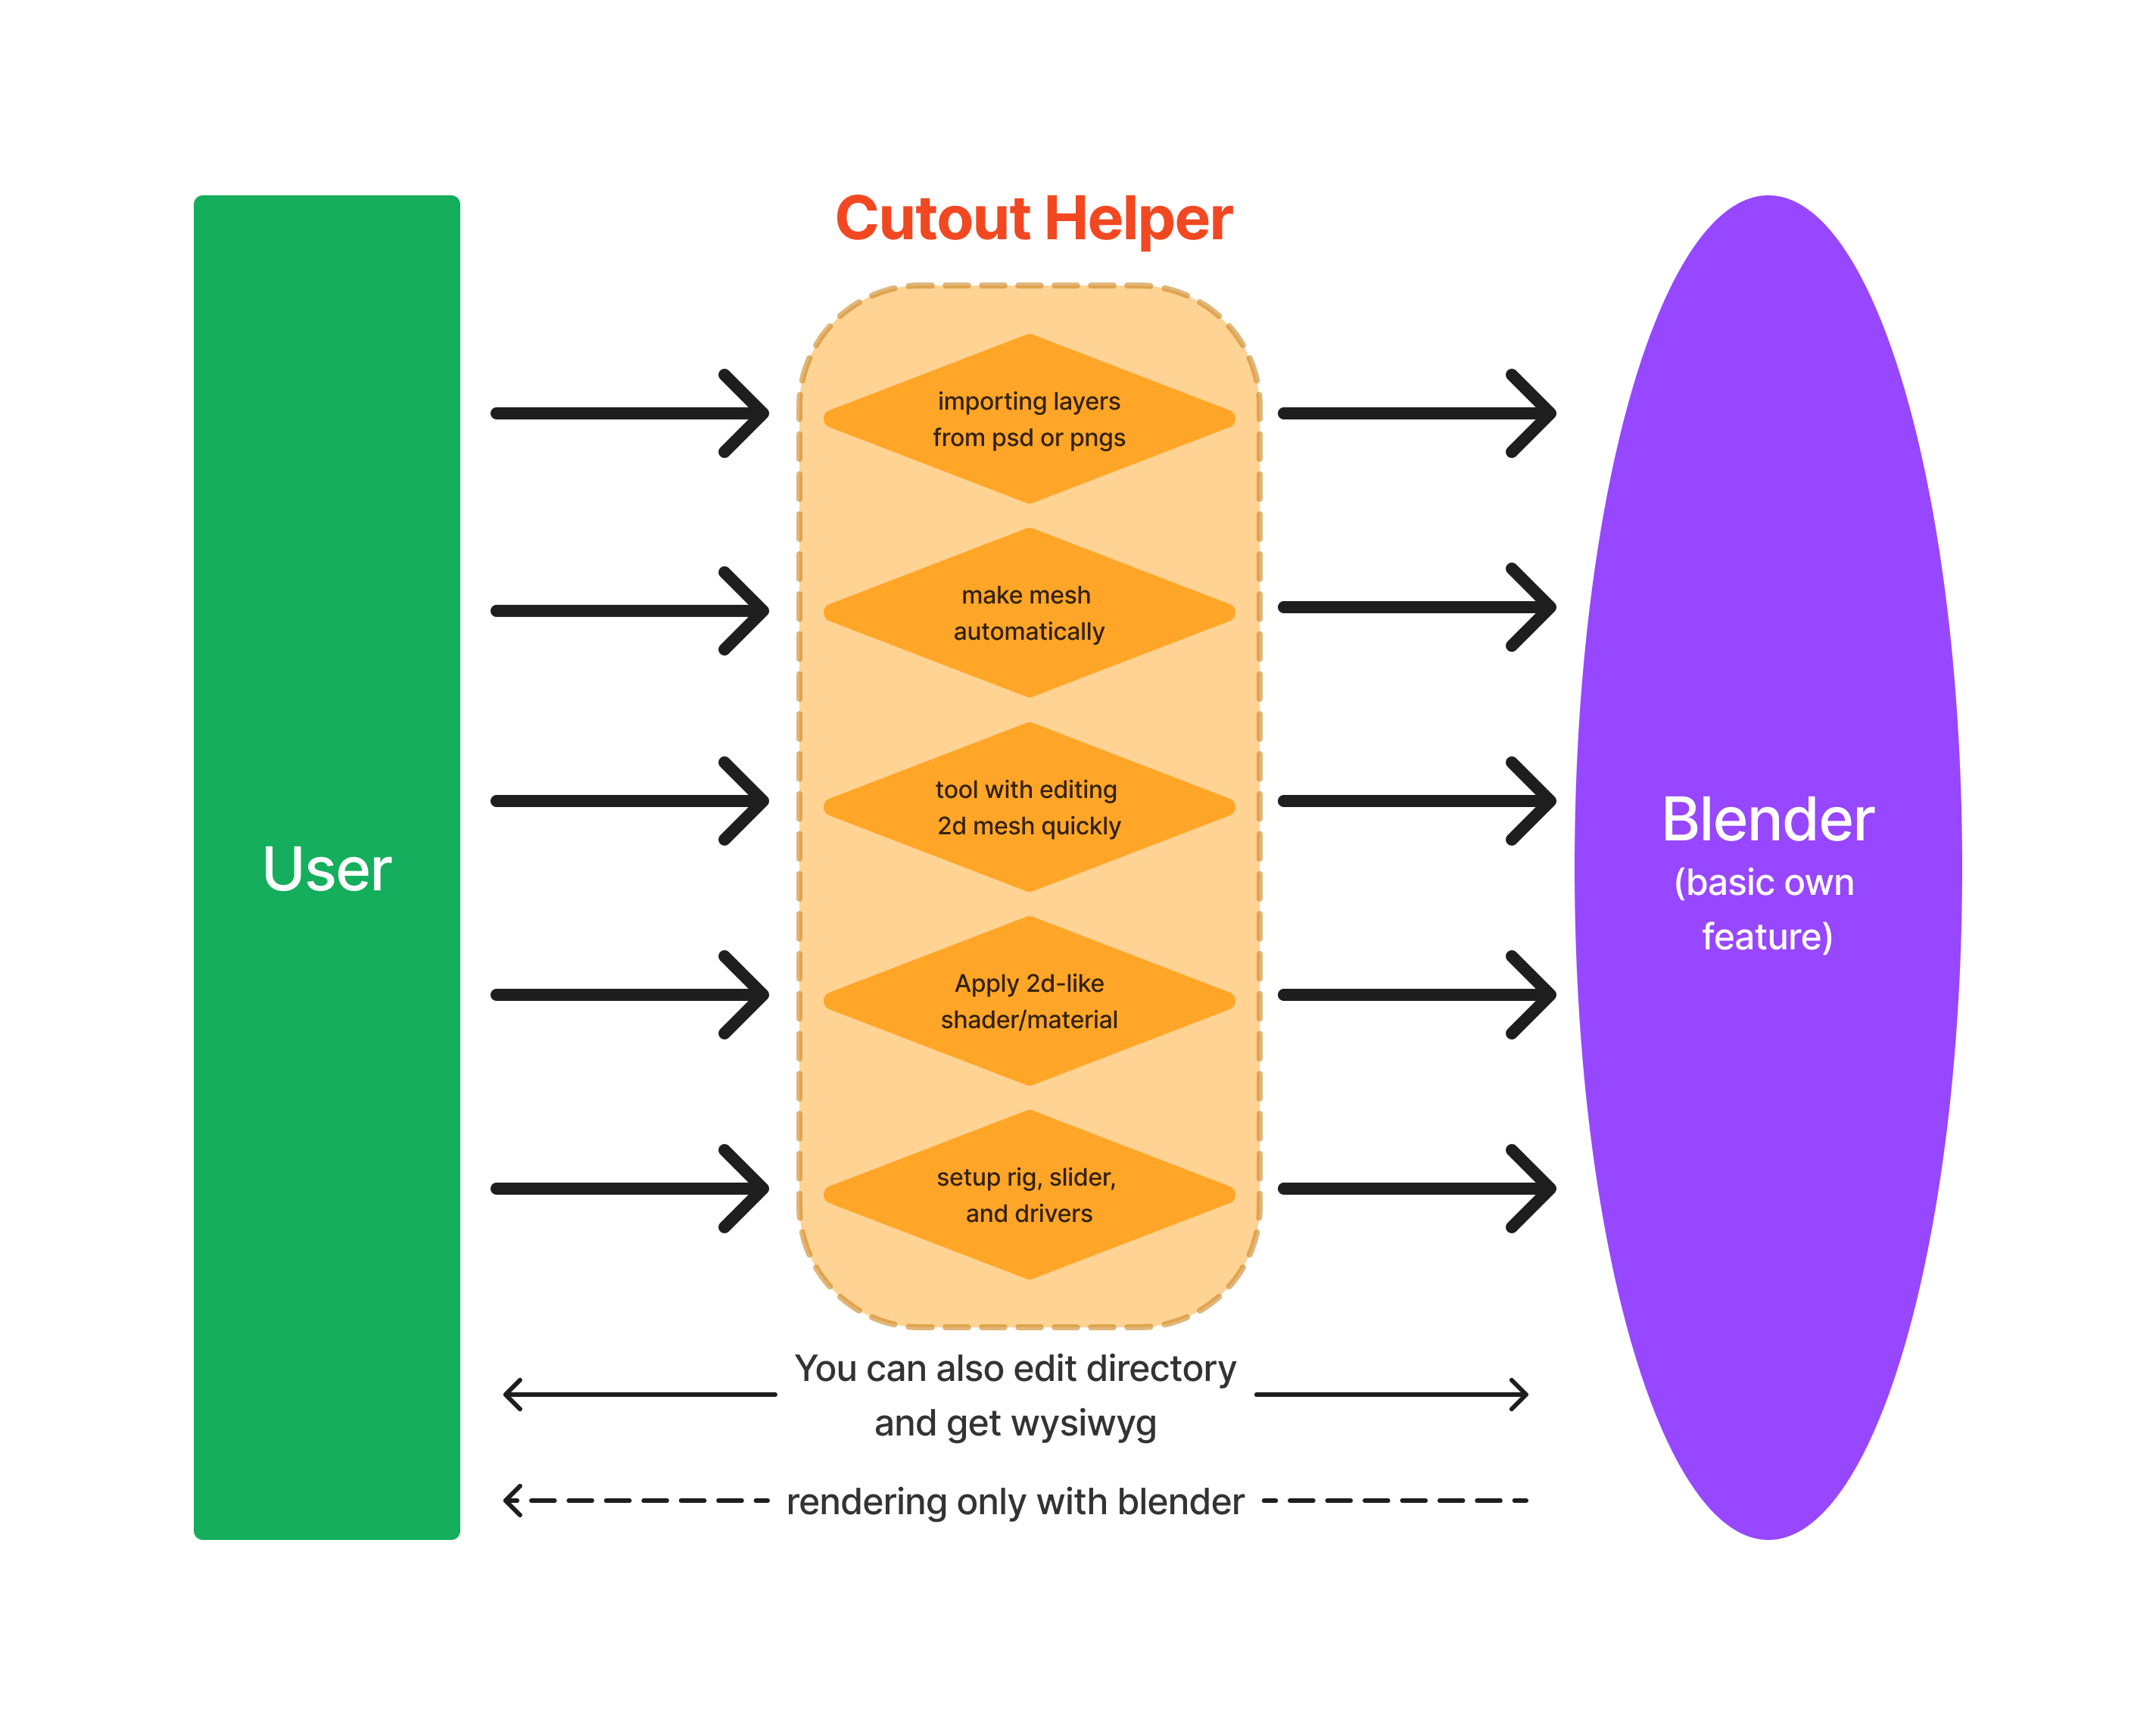 Cutout Helper
importing layers
from psd or pngs
make mesh
automatically
tool with editing
2d mesh quickly
Apply 2d-like
shader/material
setup rig, slider,
and drivers
User
Blender
(basic own
feature)
You can also edit directory
and get wysiwyg
rendering only with blender